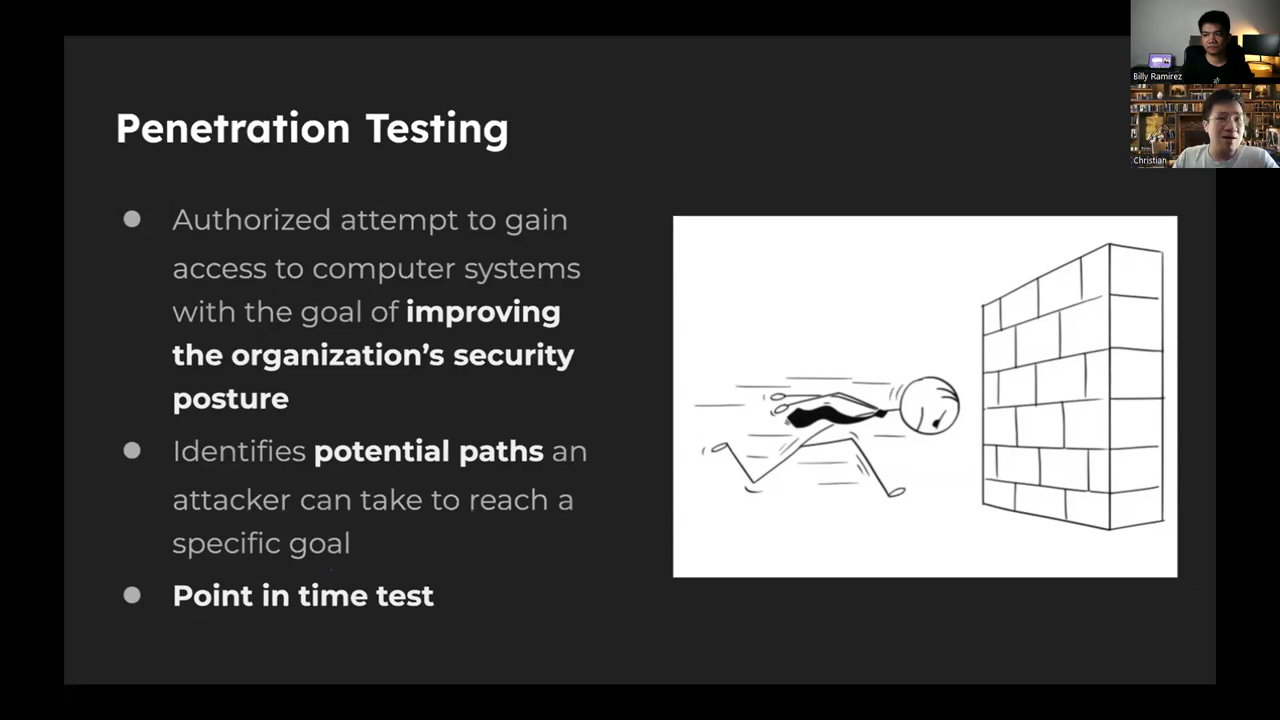 Penetration Testing
Authorized attempt to gain
access to computer systems
with the goal of improving
the organization’s security
posture
Identifies potential paths an
attacker can take to reach a
specific goal
Point in time test
Billy Ramirez
Christian